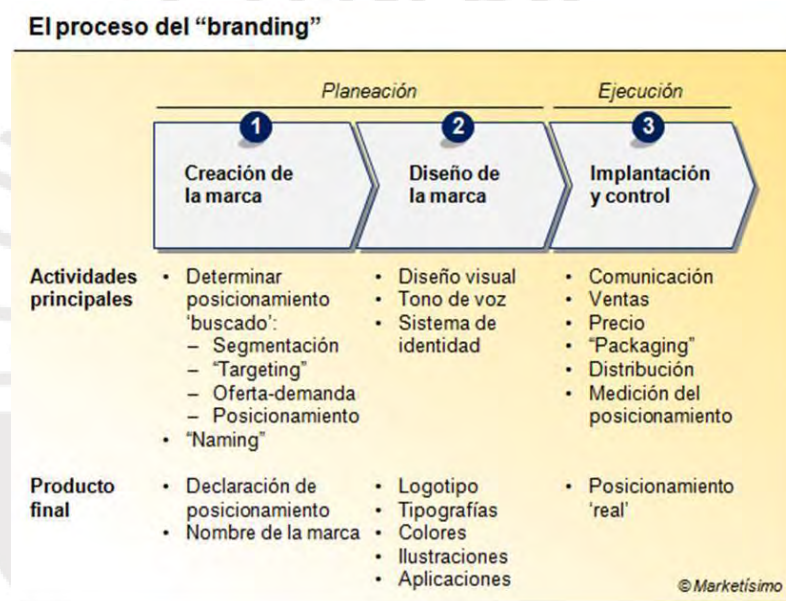 El proceso del “branding”
Planeación
Ejecución
1
2
3
Creación de
la marca
Diseño de
la marca
Implantación
y control
Actividades
principales
• Determinar
posicionamiento
‘buscado’:
– Segmentación
– “Targeting”
– Oferta-demanda
– Posicionamiento
• “Naming”
• Diseño visual
• Tono de voz
• Sistema de
identidad
• Comunicación
• Ventas
• Precio
• “Packaging”
• Distribución
• Medición del
posicionamiento
Producto
final
• Declaración de
posicionamiento
• Nombre de la marca
• Logotipo
• Tipografías
• Colores
• Ilustraciones
• Aplicaciones
• Posicionamiento
‘real’
© Marketísimo